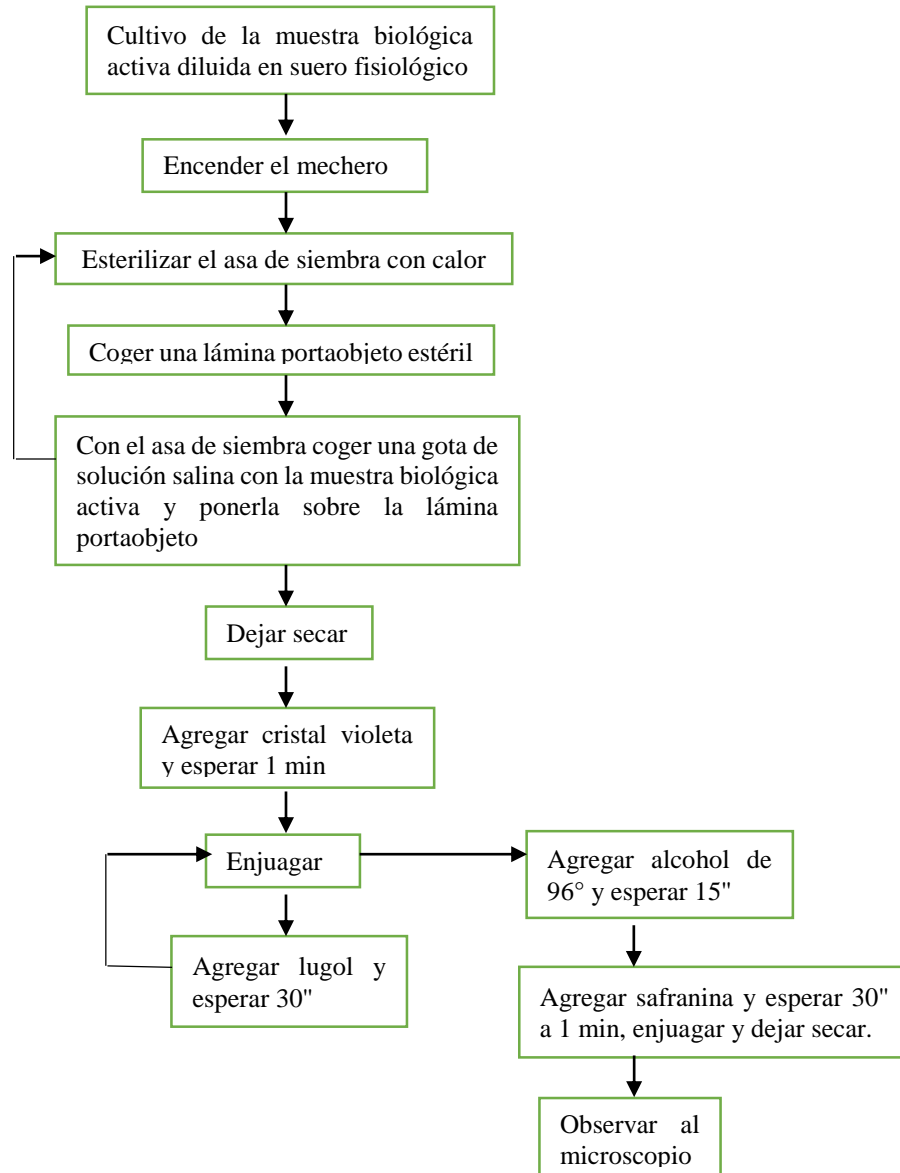 Cultivo de la muestra biológica
activa diluida en suero fisiológico
Encender el mechero
Esterilizar el asa de siembra con calor
Coger una lámina portaobjeto estéril
Con el asa de siembra coger una gota de
solución salina con la muestra biológica
activa y ponerla sobre la lámina
portaobjeto
Dejar secar
Agregar cristal violeta
y esperar 1 min
Enjuagar
Agregar lugol y
esperar 30"
Agregar alcohol de
96° y esperar 15"
Agregar safranina y esperar 30"
a 1 min, enjuagar y dejar secar.
Observar al
microscopio